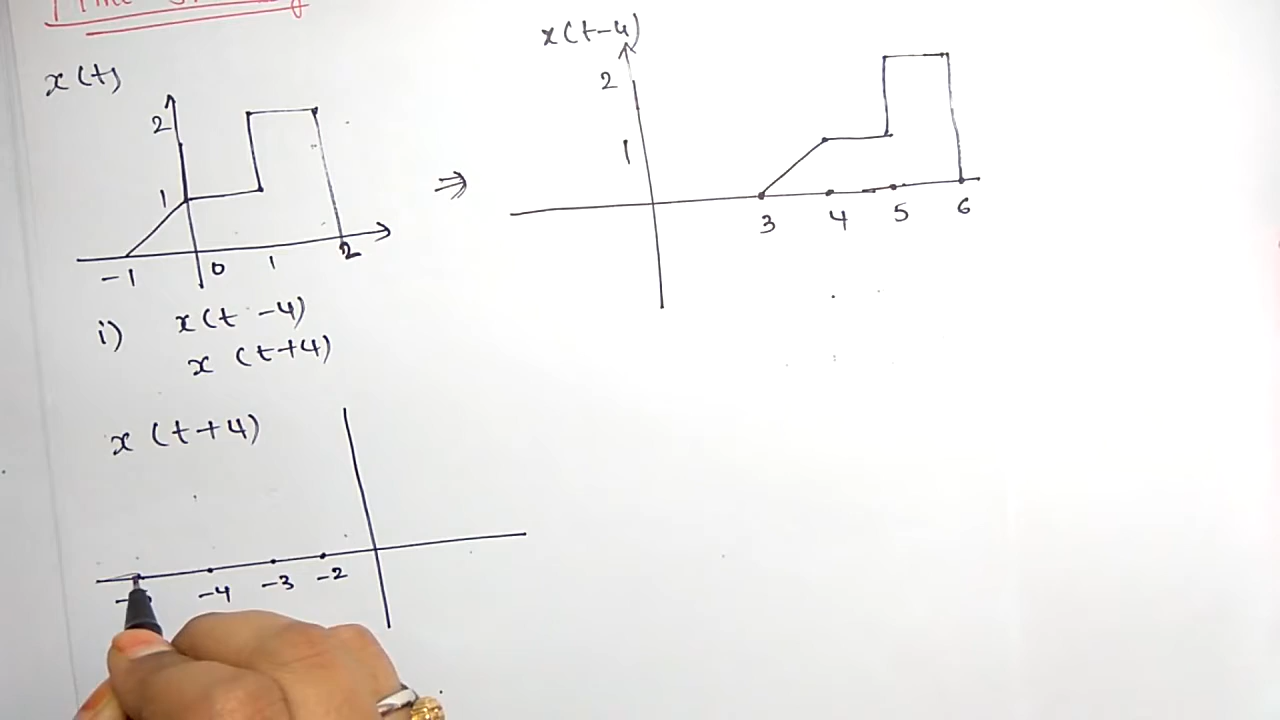 x(t)
2
1
-1 0 1 2
i) x(t -4)
x (t+4)
⇒
x(t-4)
2
1
3 4 5 6
x (t+4)
-4 -3 -2